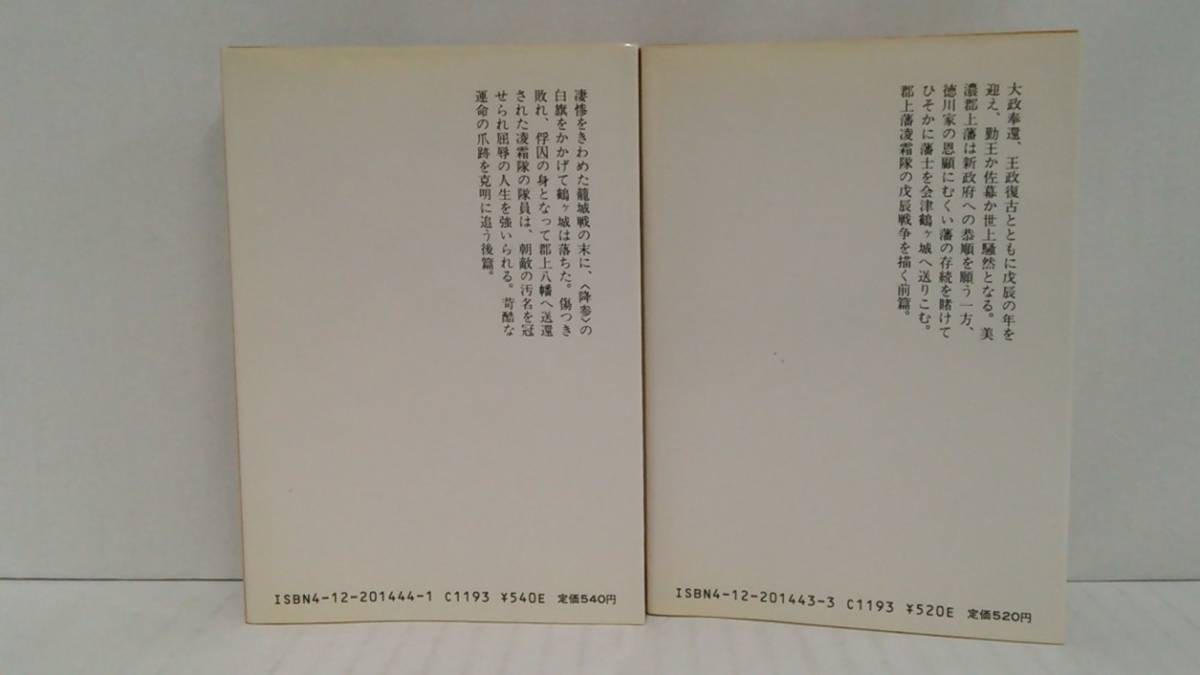 大政奉還、王政復古とともに戊辰の年を
迎え、勤王か佐幕か世上騒然となる。美
濃郡上藩は新政府への恭順を願う一方、
徳川家の恩顧にむくい藩の存続を賭けて
ひそかに藩士を会津鶴ヶ城へ送りこむ。
郡上藩凌霜隊の戊辰戦争を描く前篇。
ISBN4-12-201443-3 C1193 ¥520E 定価520円
凄惨をきわめた籠城戦の末に、〈降参〉の
白旗をかかげて鶴ヶ城は落ちた。傷つき
敗れ、俘囚の身となって郡上八幡へ送還
された凌霜隊の隊員は、朝敵の汚名を冠
せられ屈辱の人生を強いられる。苛酷な
運命の爪跡を克明に追う後篇。
ISBN4-12-201444-1 C1193 ¥540E 定価540円